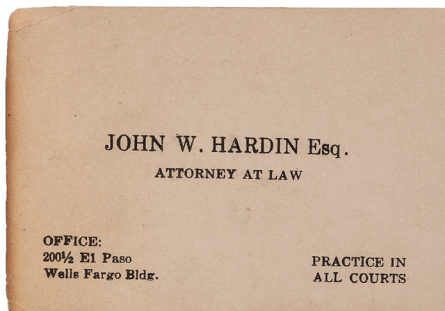 JOHN W. HARDIN Esq.
ATTORNEY AT LAW
OFFICE:
200½ E1 Paso
Wells Fargo Bldg.
PRACTICE IN
ALL COURTS